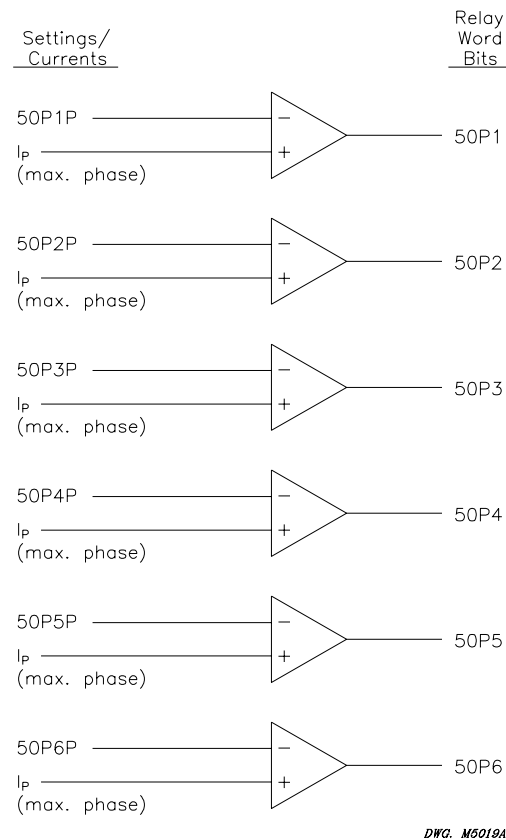 Settings/
Currents
Relay
Word
Bits
50P1P
−
50P1
IP
+
(max. phase)
50P2P
−
50P2
IP
+
(max. phase)
50P3P
−
50P3
IP
+
(max. phase)
50P4P
−
50P4
IP
+
(max. phase)
50P5P
−
50P5
IP
+
(max. phase)
50P6P
−
50P6
IP
+
(max. phase)
DWG. M5019A